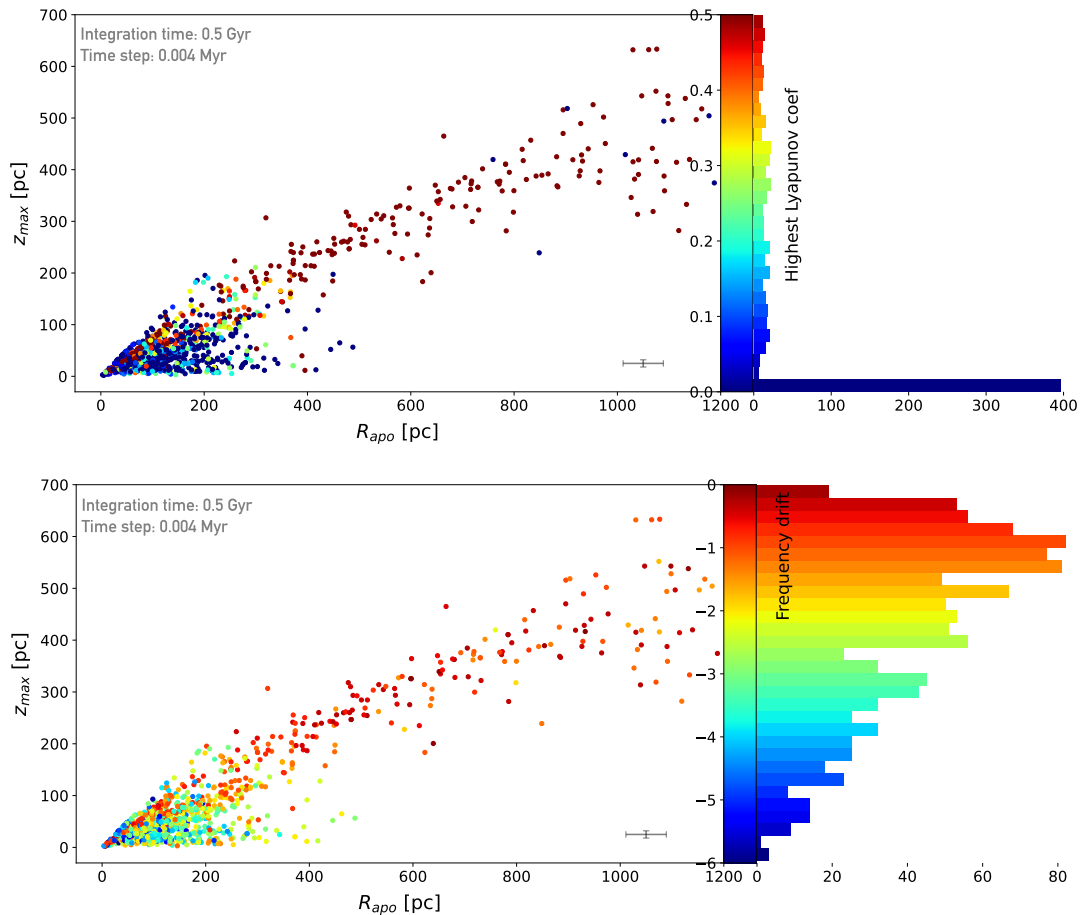 700
600
500
400
300
200
100
0
z_max [pc]
Integration time: 0.5 Gyr
Time step: 0.004 Myr
0 200 400 600 800 1000 1200
R_apo [pc]
0.5
0.4
0.3
0.2
0.1
0.0
Highest Lyapunov coef
0 100 200 300 400
700
600
500
400
300
200
100
0
z_max [pc]
Integration time: 0.5 Gyr
Time step: 0.004 Myr
0 200 400 600 800 1000 1200
R_apo [pc]
0
−1
−2
−3
−4
−5
−6
Frequency drift
0 20 40 60 80